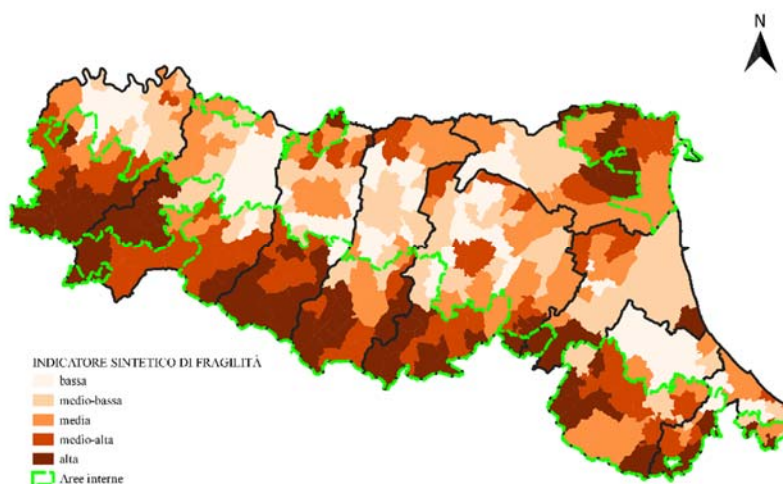 N
INDICATORE SINTETICO DI FRAGILITÀ
bassa
medio-bassa
media
medio-alta
alta
Aree interne